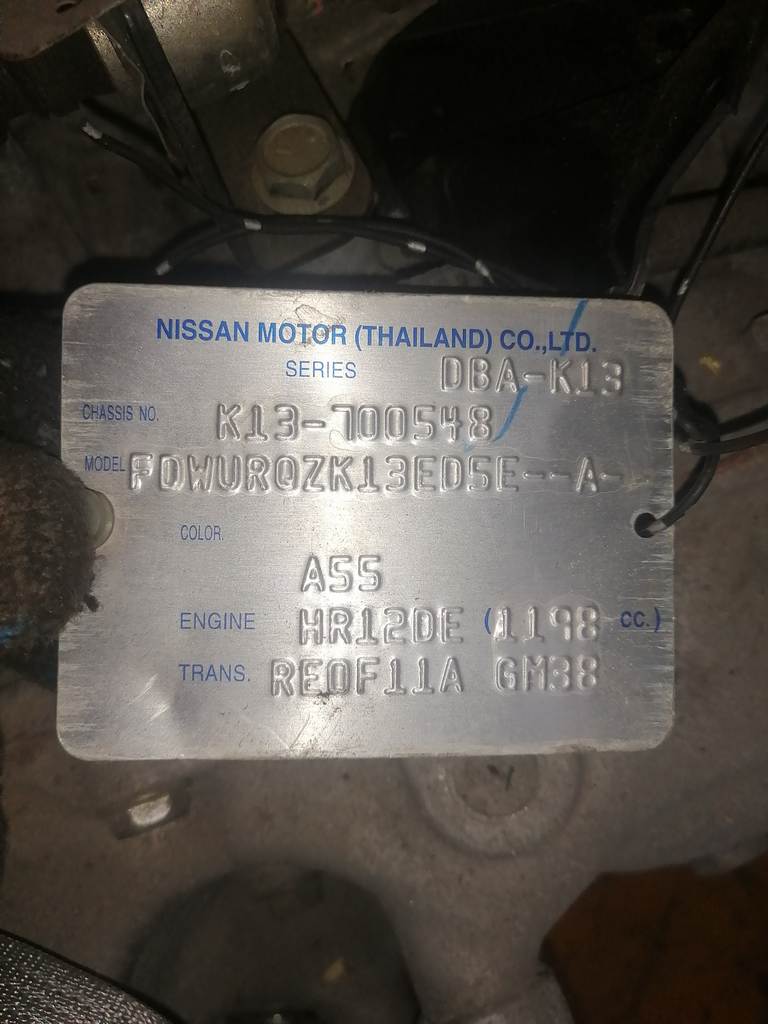 NISSAN MOTOR (THAILAND) CO.,LTD.
SERIES DBA-K13
CHASSIS NO. K13-700548
MODEL FDWURQZK13EDSE--A-
COLOR. A55
ENGINE HR12DE (1198 CC.)
TRANS. RE0F11A GM38